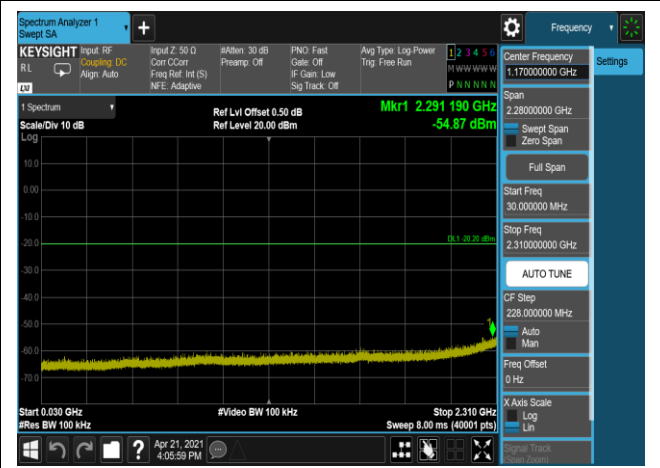 Spectrum Analyzer 1
Swept SA
+
Frequency
KEYSIGHT
RL
LXI
Input: RF
Coupling: DC
Align: Auto
Input Z: 50 Ω
Corr CCorr
Freq Ref: Int (S)
NFE: Adaptive
#Atten: 30 dB
Preamp: Off
PNO: Fast
Gate: Off
IF Gain: Low
Sig Track: Off
Avg Type: Log-Power
Trig: Free Run
1 2 3 4 5 6
M W W W W W
P N N N N N
1 Spectrum
Scale/Div 10 dB
Log
Ref Lvl Offset 0.50 dB
Ref Level 20.00 dBm
Mkr1 2.291 190 GHz
-54.87 dBm
10.0
0.00
-10.0
-20.0
DL1 -20.20 dBm
-30.0
-40.0
-50.0
-60.0
-70.0
1
Start 0.030 GHz
#Res BW 100 kHz
#Video BW 100 kHz
Stop 2.310 GHz
Sweep 8.00 ms (40001 pts)
Center Frequency
1.170000000 GHz
Settings
Span
2.28000000 GHz
Swept Span
Zero Span
Full Span
Start Freq
30.000000 MHz
Stop Freq
2.310000000 GHz
AUTO TUNE
CF Step
228.000000 MHz
Auto
Man
Freq Offset
0 Hz
X Axis Scale
Log
Lin
Signal Track
(Span Zoom)
?
Apr 21, 2021
4:05:59 PM